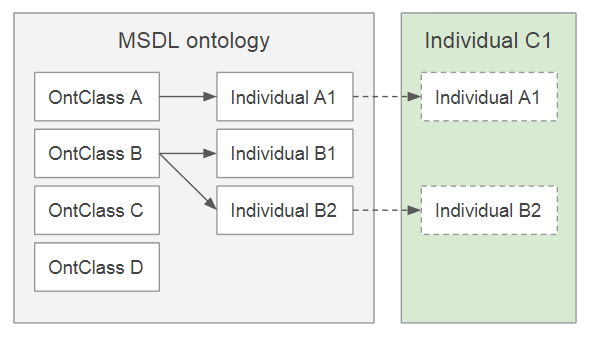 MSDL ontology
Individual C1
OntClass A
Individual A1
Individual A1
OntClass B
Individual B1
OntClass C
Individual B2
Individual B2
OntClass D